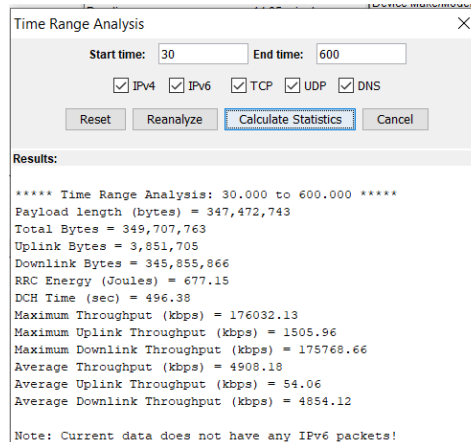 Time Range Analysis
Start time: 30 End time: 600
IPv4 IPv6 TCP UDP DNS
Reset Reanalyze Calculate Statistics Cancel
Results:
***** Time Range Analysis: 30.000 to 600.000 *****
Payload length (bytes) = 347,472,743
Total Bytes = 349,707,763
Uplink Bytes = 3,851,705
Downlink Bytes = 345,855,866
RRC Energy (Joules) = 677.15
DCH Time (sec) = 496.38
Maximum Throughput (kbps) = 176032.13
Maximum Uplink Throughput (kbps) = 1505.96
Maximum Downlink Throughput (kbps) = 175768.66
Average Throughput (kbps) = 4908.18
Average Uplink Throughput (kbps) = 54.06
Average Downlink Throughput (kbps) = 4854.12
Note: Current data does not have any IPv6 packets!